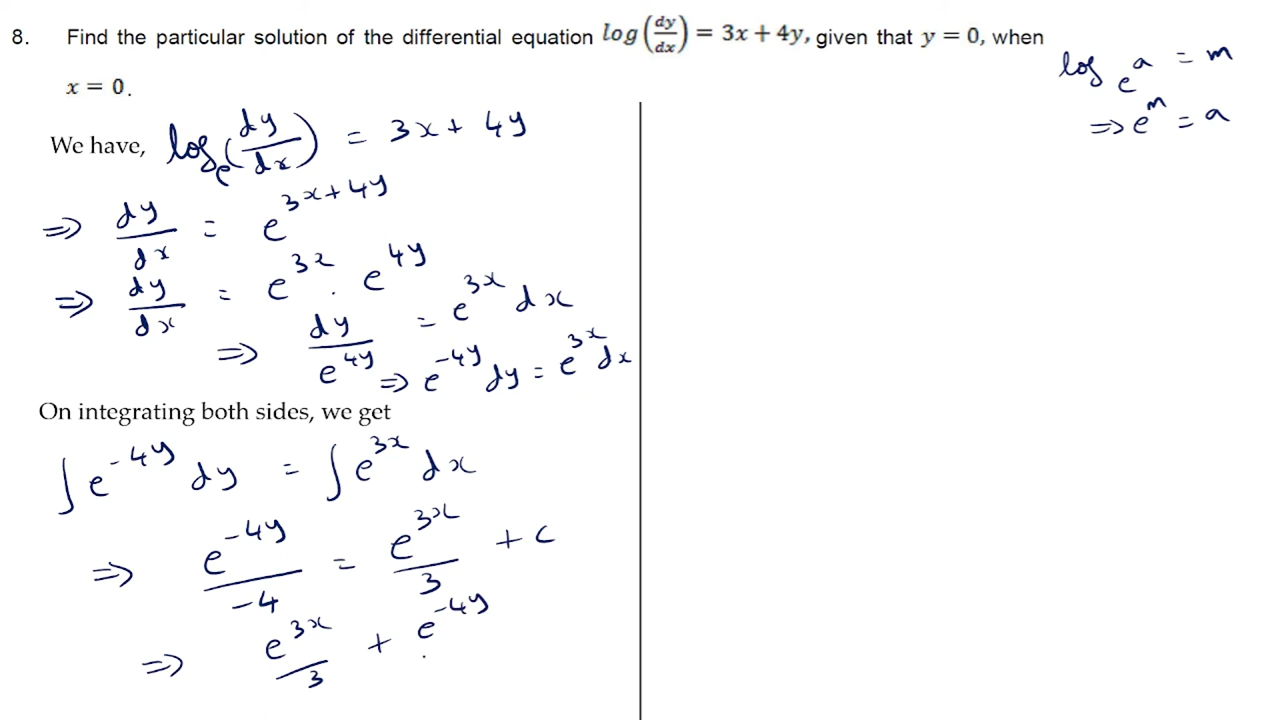 8. Find the particular solution of the differential equation log(dy/dx) = 3x + 4y, given that y = 0, when
x = 0.
We have, log_e(dy/dx) = 3x + 4y
⇒ dy/dx = e^(3x+4y)
⇒ dy/dx = e^(3x) . e^(4y)
⇒ dy/e^(4y) = e^(3x) dx
⇒ e^(-4y) dy = e^(3x) dx
On integrating both sides, we get
∫ e^(-4y) dy = ∫ e^(3x) dx
⇒ e^(-4y)/-4 = e^(3x)/3 + c
⇒ e^(3x)/3 + e^(-4y)
log_e a = m
⇒ e^m = a